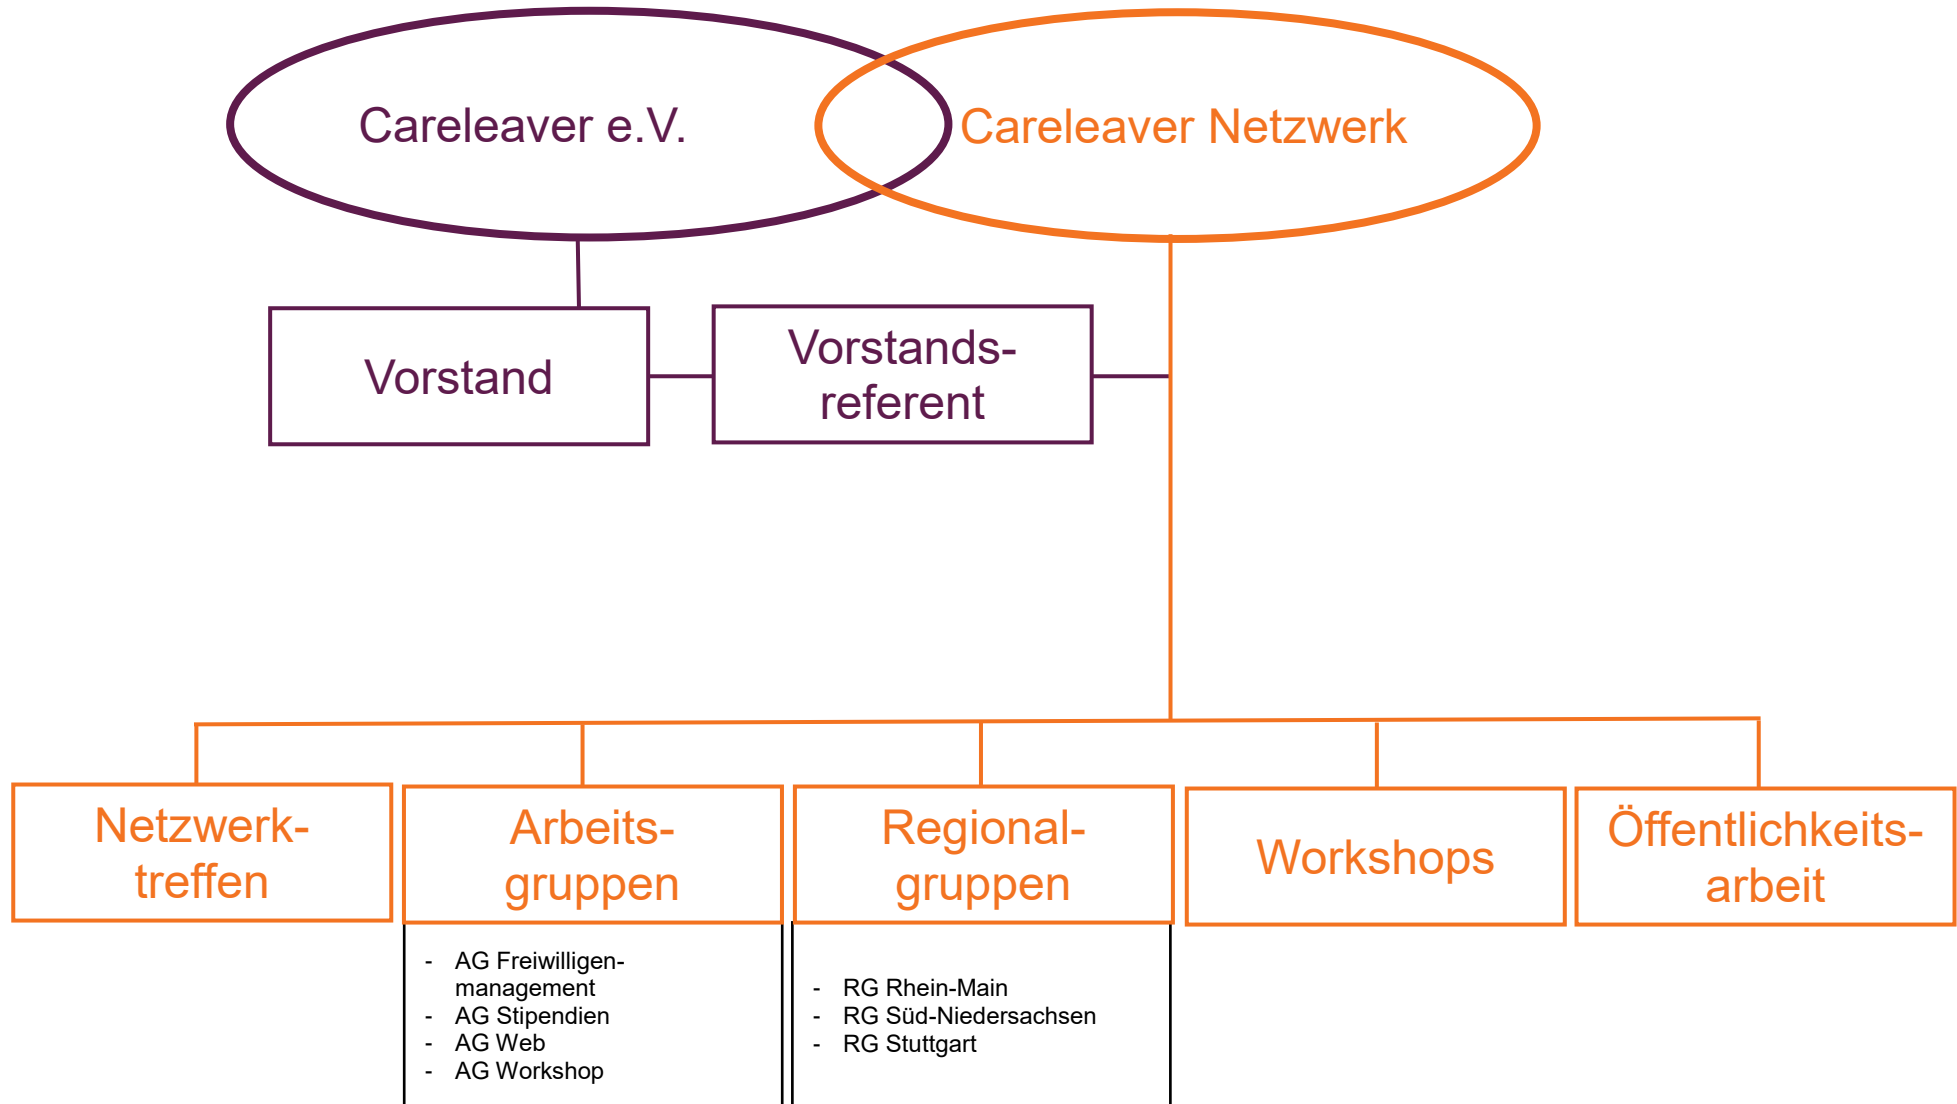 Careleaver e.V.
Careleaver Netzwerk
Vorstand
Vorstands-
referent
Netzwerk-
treffen
Arbeits-
gruppen
Regional-
gruppen
Workshops
Öffentlichkeits-
arbeit
- AG Freiwilligen-
management
- AG Stipendien
- AG Web
- AG Workshop
- RG Rhein-Main
- RG Süd-Niedersachsen
- RG Stuttgart